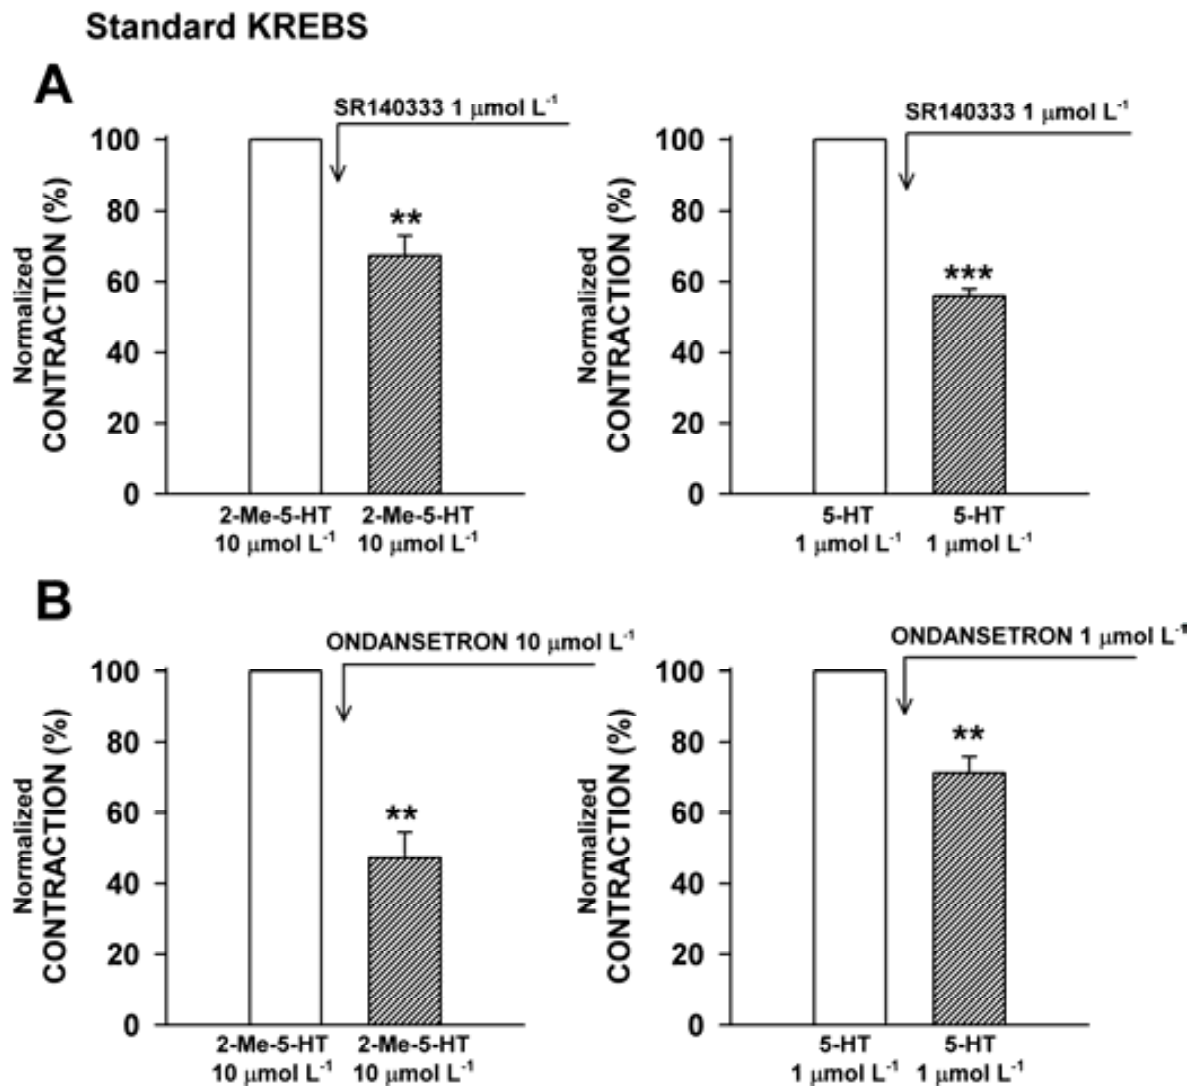 Standard KREBS
A
SR140333 1 μmol L⁻¹
Normalized
CONTRACTION (%)
100
80
60
40
20
0
**
2-Me-5-HT 2-Me-5-HT
10 μmol L⁻¹ 10 μmol L⁻¹
SR140333 1 μmol L⁻¹
Normalized
CONTRACTION (%)
100
80
60
40
20
0
***
5-HT 5-HT
1 μmol L⁻¹ 1 μmol L⁻¹
B
ONDANSETRON 10 μmol L⁻¹
Normalized
CONTRACTION (%)
100
80
60
40
20
0
**
2-Me-5-HT 2-Me-5-HT
10 μmol L⁻¹ 10 μmol L⁻¹
ONDANSETRON 1 μmol L⁻¹
Normalized
CONTRACTION (%)
100
80
60
40
20
0
**
5-HT 5-HT
1 μmol L⁻¹ 1 μmol L⁻¹